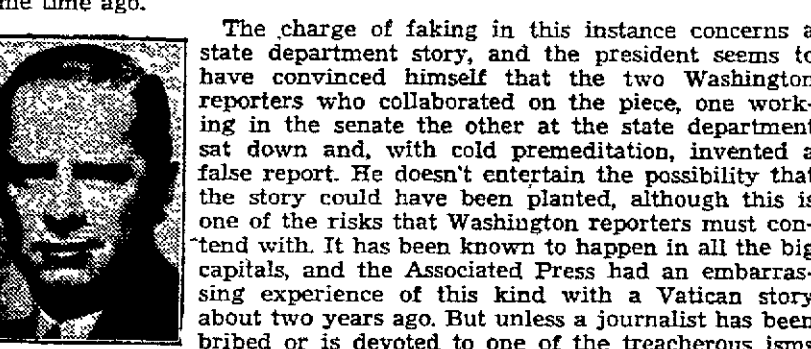 me time ago.
The charge of faking in this instance concerns a
state department story, and the president seems to
have convinced himself that the two Washington
reporters who collaborated on the piece, one work-
ing in the senate the other at the state department
sat down and, with cold premeditation, invented a
false report. He doesn't entertain the possibility that
the story could have been planted, although this is
one of the risks that Washington reporters must con-
tend with. It has been known to happen in all the big
capitals, and the Associated Press had an embarras-
sing experience of this kind with a Vatican story
about two years ago. But unless a journalist has been
bribed or is devoted to one of the treacherous isms